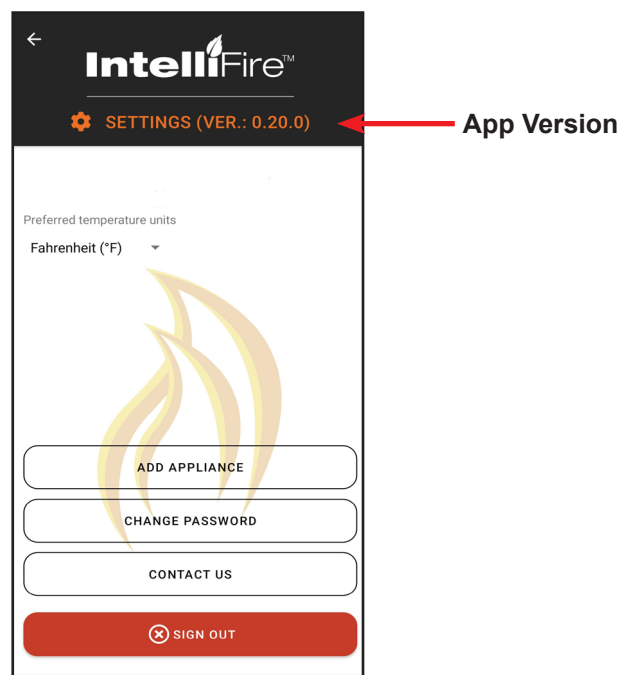 IntelliFire™
SETTINGS (VER.: 0.20.0)
App Version
Preferred temperature units
Fahrenheit (°F)
ADD APPLIANCE
CHANGE PASSWORD
CONTACT US
SIGN OUT